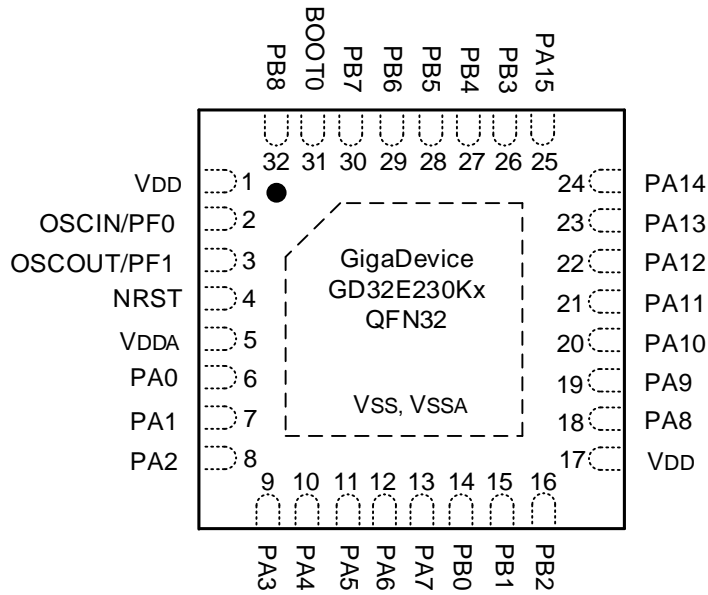 PB8 BOOT0 PB7 PB6 PB5 PB4 PB3 PA15
32 31 30 29 28 27 26 25
VDD 1
OSCIN/PF0 2
OSCOUT/PF1 3
NRST 4
VDDA 5
PA0 6
PA1 7
PA2 8
GigaDevice
GD32E230Kx
QFN32
VSS, VSSA
24 PA14
23 PA13
22 PA12
21 PA11
20 PA10
19 PA9
18 PA8
17 VDD
9 10 11 12 13 14 15 16
PA3 PA4 PA5 PA6 PA7 PB0 PB1 PB2